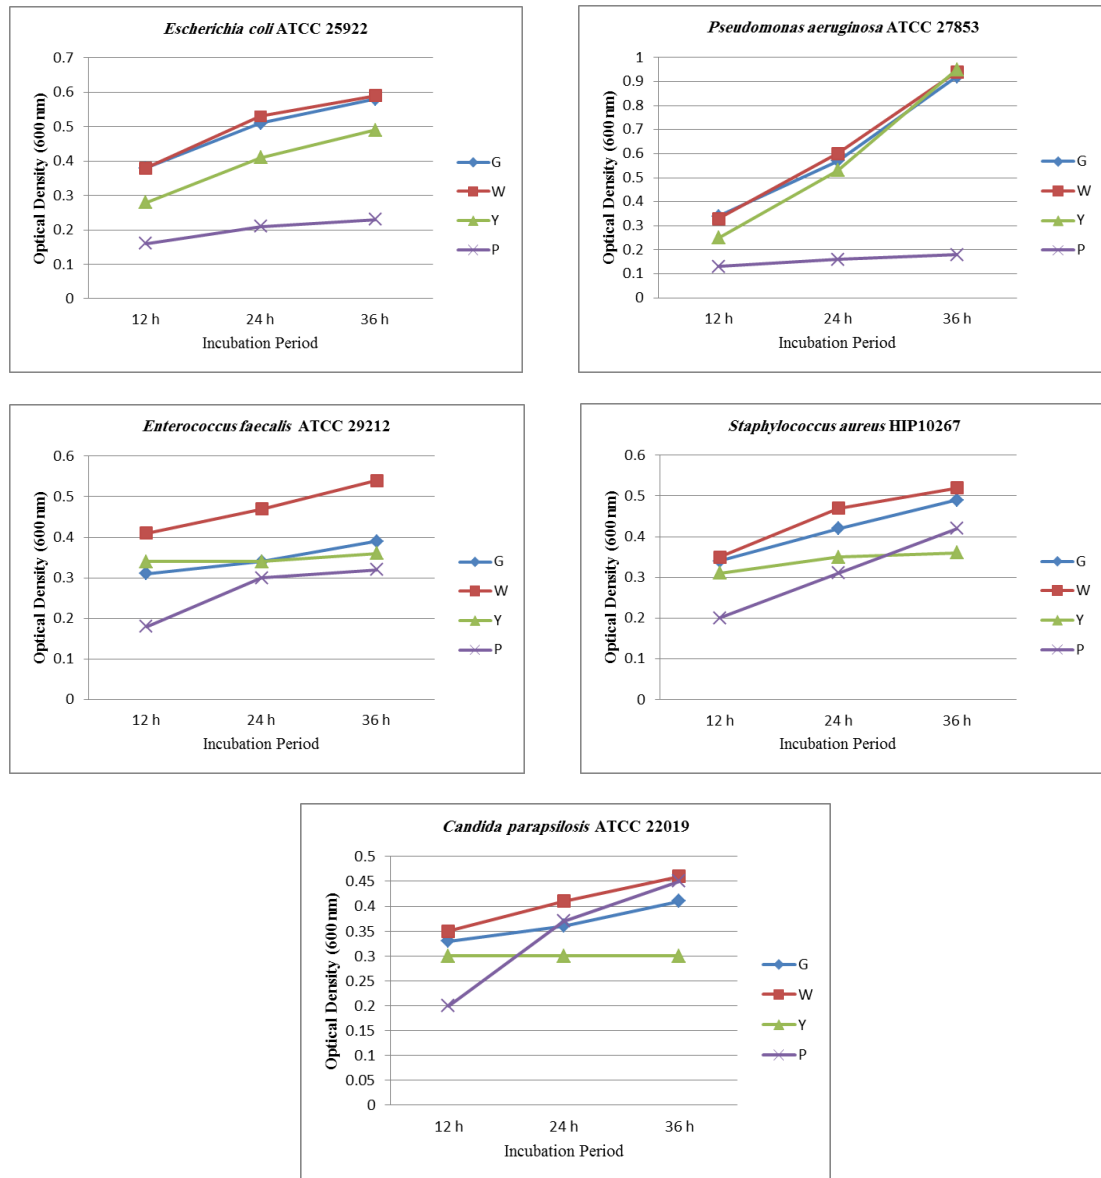 Escherichia coli ATCC 25922
Optical Density (600 nm)
0.7
0.6
0.5
0.4
0.3
0.2
0.1
0
12 h 24 h 36 h
Incubation Period
G
W
Y
P
Pseudomonas aeruginosa ATCC 27853
Optical Density (600 nm)
1
0.9
0.8
0.7
0.6
0.5
0.4
0.3
0.2
0.1
0
12 h 24 h 36 h
Incubation Period
G
W
Y
P
Enterococcus faecalis ATCC 29212
Optical Density (600 nm)
0.6
0.5
0.4
0.3
0.2
0.1
0
12 h 24 h 36 h
Incubation Period
G
W
Y
P
Staphylococcus aureus HIP10267
Optical Density (600 nm)
0.6
0.5
0.4
0.3
0.2
0.1
0
12 h 24 h 36 h
Incubation Period
G
W
Y
P
Candida parapsilosis ATCC 22019
Optical Density (600 nm)
0.5
0.45
0.4
0.35
0.3
0.25
0.2
0.15
0.1
0.05
0
12 h 24 h 36 h
Incubation Period
G
W
Y
P